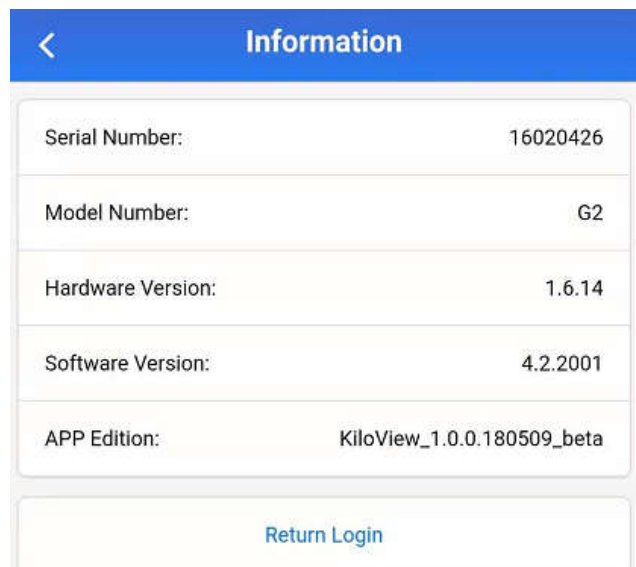 Information
Serial Number: 16020426
Model Number: G2
Hardware Version: 1.6.14
Software Version: 4.2.2001
APP Edition: KiloView_1.0.0.180509_beta
Return Login